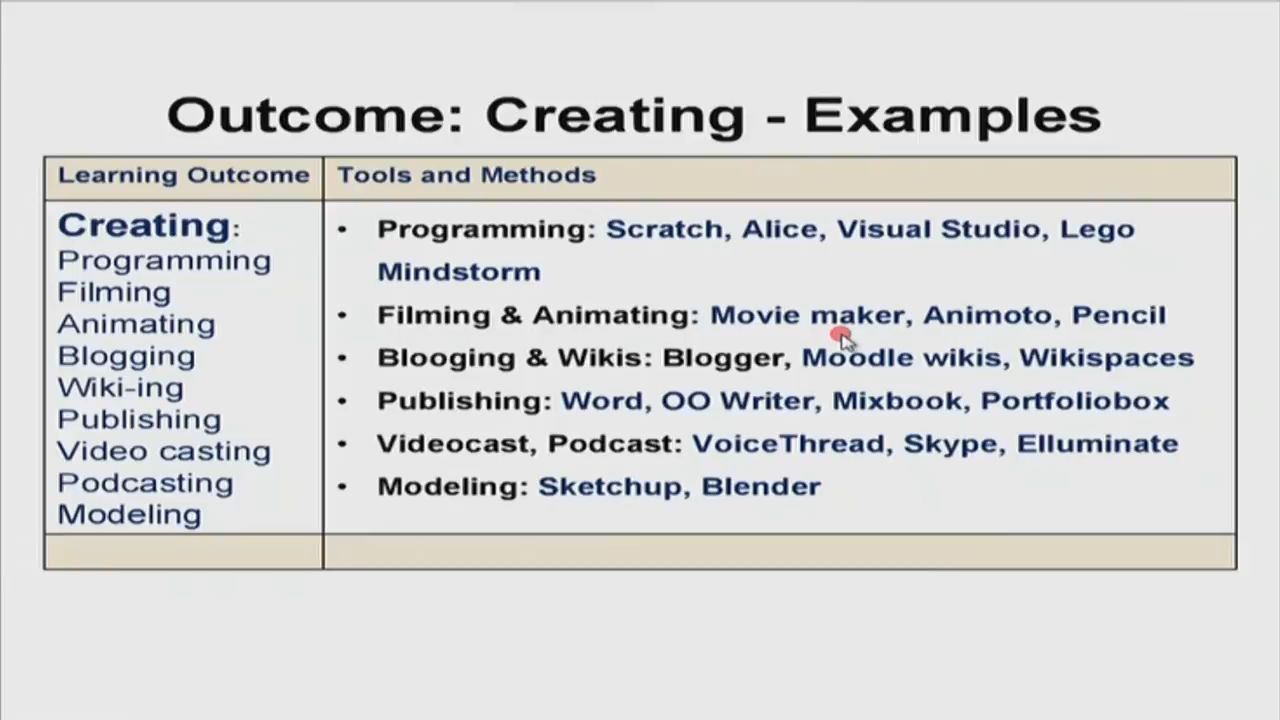 Outcome: Creating - Examples
Learning Outcome
Tools and Methods
Creating:
Programming
Filming
Animating
Blogging
Wiki-ing
Publishing
Video casting
Podcasting
Modeling
• Programming: Scratch, Alice, Visual Studio, Lego
Mindstorm
• Filming & Animating: Movie maker, Animoto, Pencil
• Blooging & Wikis: Blogger, Moodle wikis, Wikispaces
• Publishing: Word, OO Writer, Mixbook, Portfoliobox
• Videocast, Podcast: VoiceThread, Skype, Elluminate
• Modeling: Sketchup, Blender